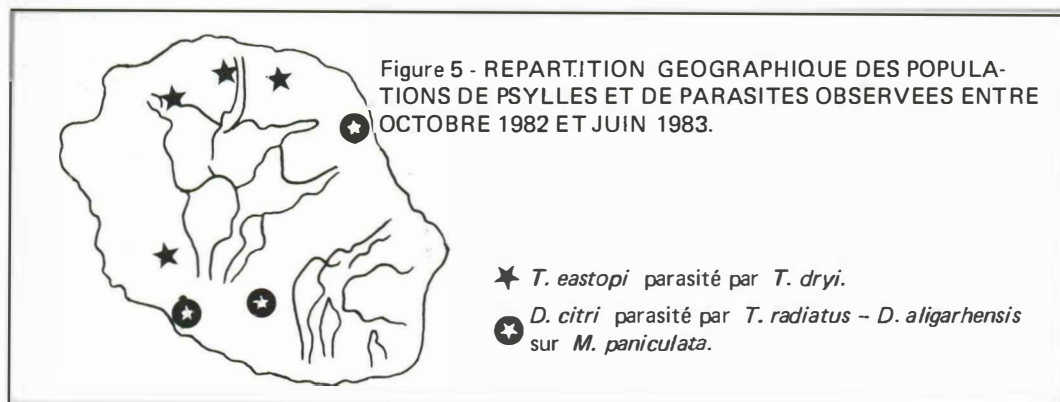 Figure 5 - REPARTITION GEOGRAPHIQUE DES POPULA-
TIONS DE PSYLLES ET DE PARASITES OBSERVEES ENTRE
OCTOBRE 1982 ET JUIN 1983.
T. eastopi parasité par T. dryi.
D. citri parasité par T. radiatus - D. aligarhensis
sur M. paniculata.